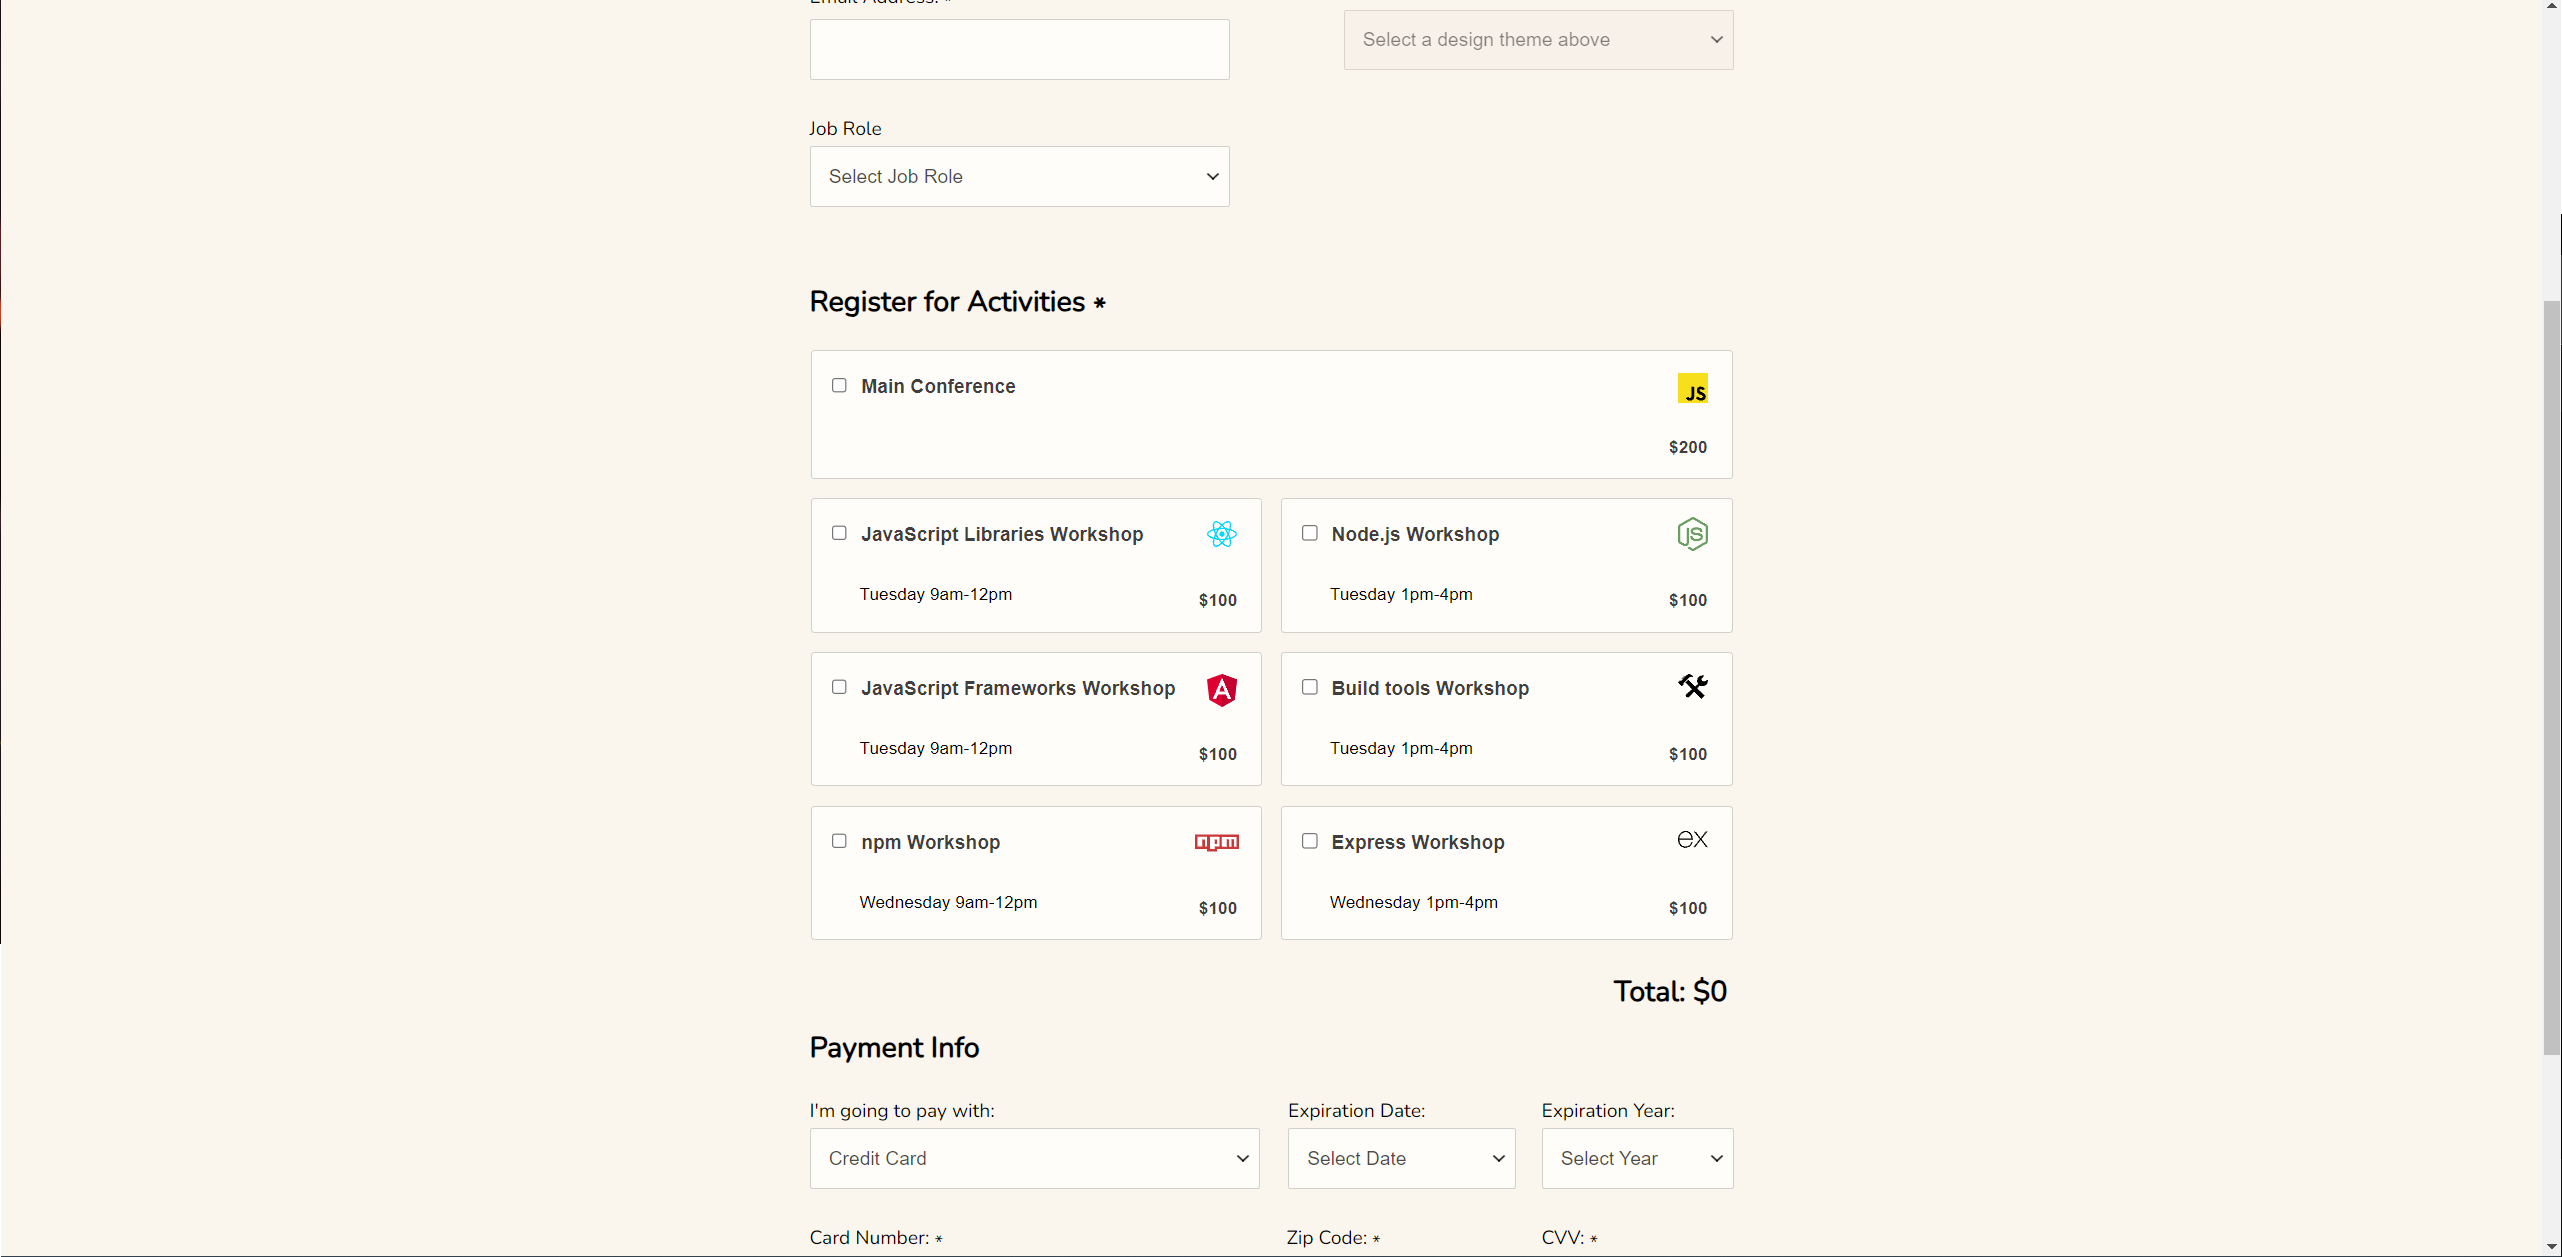 Email Address: *
Select a design theme above
Job Role
Select Job Role
Register for Activities *
Main Conference
JS
$200
JavaScript Libraries Workshop
Tuesday 9am-12pm
$100
Node.js Workshop
JS
Tuesday 1pm-4pm
$100
JavaScript Frameworks Workshop
A
Tuesday 9am-12pm
$100
Build tools Workshop
Tuesday 1pm-4pm
$100
npm Workshop
npm
Wednesday 9am-12pm
$100
Express Workshop
ex
Wednesday 1pm-4pm
$100
Total: $0
Payment Info
I'm going to pay with:
Credit Card
Expiration Date:
Select Date
Expiration Year:
Select Year
Card Number: *
Zip Code: *
CVV: *